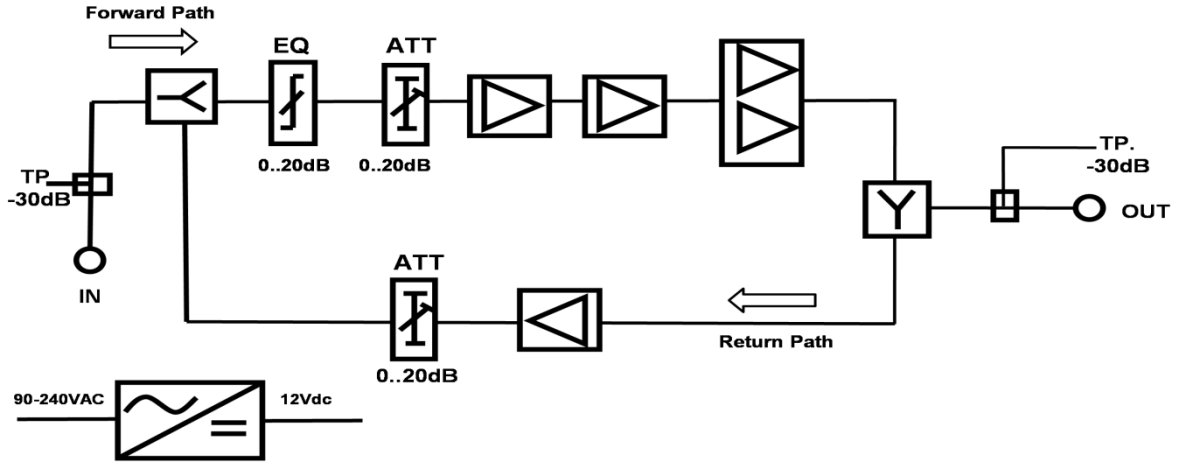 Forward Path
EQ
ATT
0..20dB
0..20dB
TP
-30dB
IN
TP.
-30dB
OUT
ATT
0..20dB
Return Path
90-240VAC
12Vdc